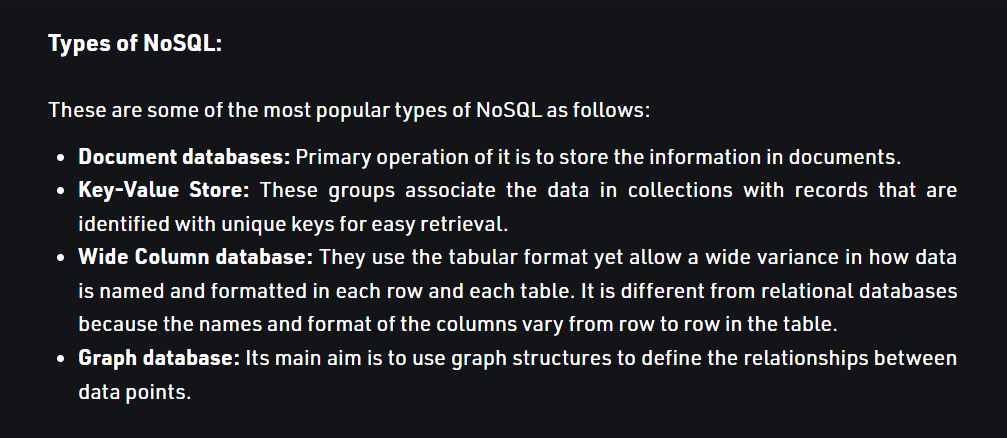 Types of NoSQL:
These are some of the most popular types of NoSQL as follows:
• Document databases: Primary operation of it is to store the information in documents.
• Key-Value Store: These groups associate the data in collections with records that are
identified with unique keys for easy retrieval.
• Wide Column database: They use the tabular format yet allow a wide variance in how data
is named and formatted in each row and each table. It is different from relational databases
because the names and format of the columns vary from row to row in the table.
• Graph database: Its main aim is to use graph structures to define the relationships between
data points.